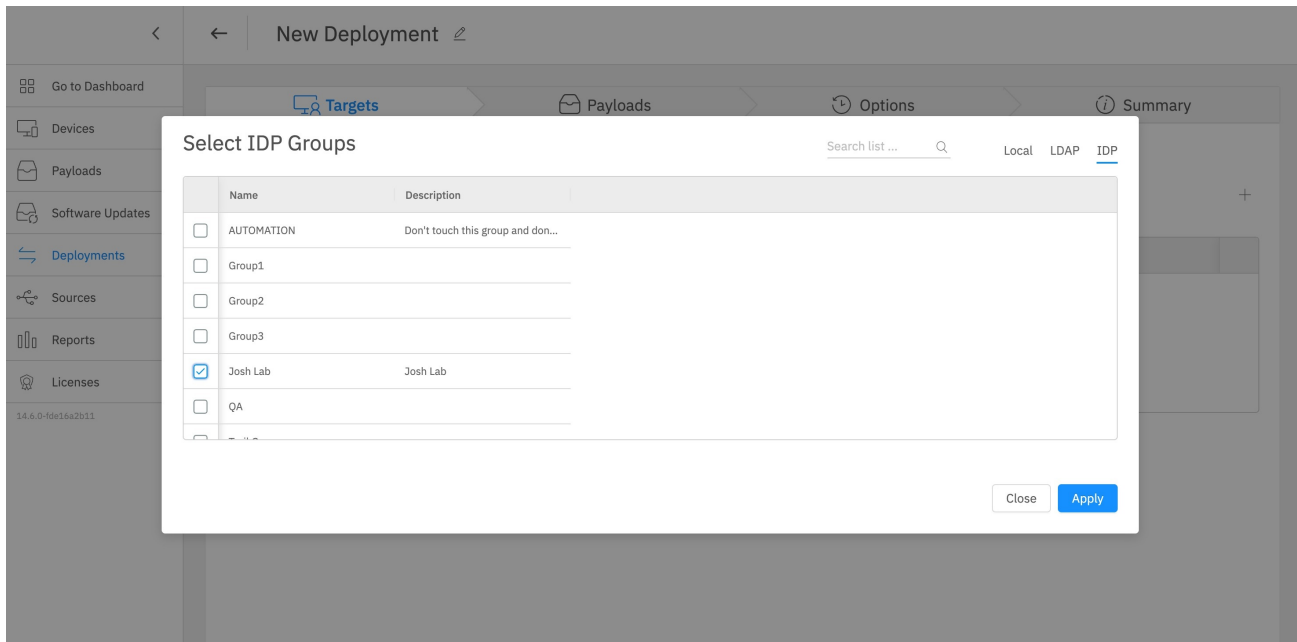 New Deployment
Go to Dashboard
Devices
Payloads
Software Updates
Deployments
Sources
Reports
Licenses
14.6.0-fde16a2b11
Targets
Payloads
Options
Summary
Select IDP Groups
Search list ...
Local LDAP IDP
Name Description
AUTOMATION Don't touch this group and don...
Group1
Group2
Group3
Josh Lab Josh Lab
QA
Close Apply